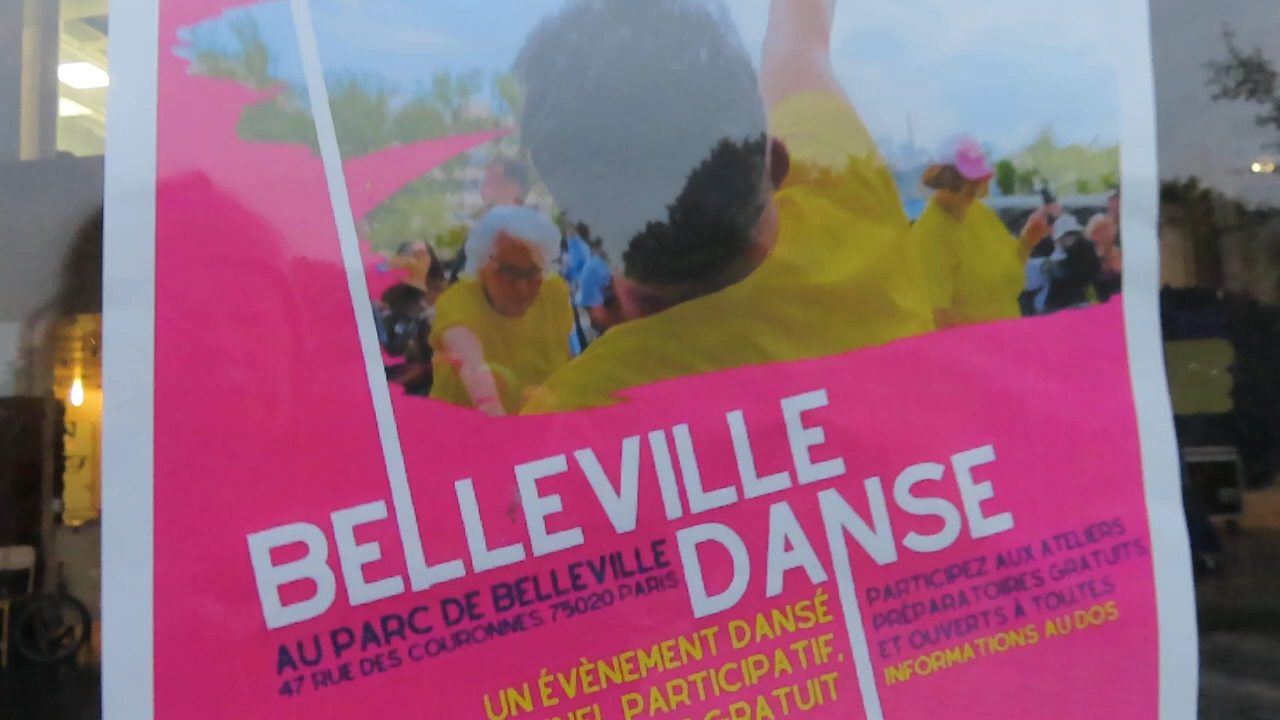 BELLEVILLE
DANSE
AU PARC DE BELLEVILLE
47 RUE DES COURONNES 75020 PARIS
UN ÉVÈNEMENT DANSÉ
PARTICIPATIF,
GRATUIT
PARTICIPEZ AUX ATELIERS
PRÉPARATOIRES GRATUITS,
ET OUVERTS À TOUTES
INFORMATIONS AU DOS